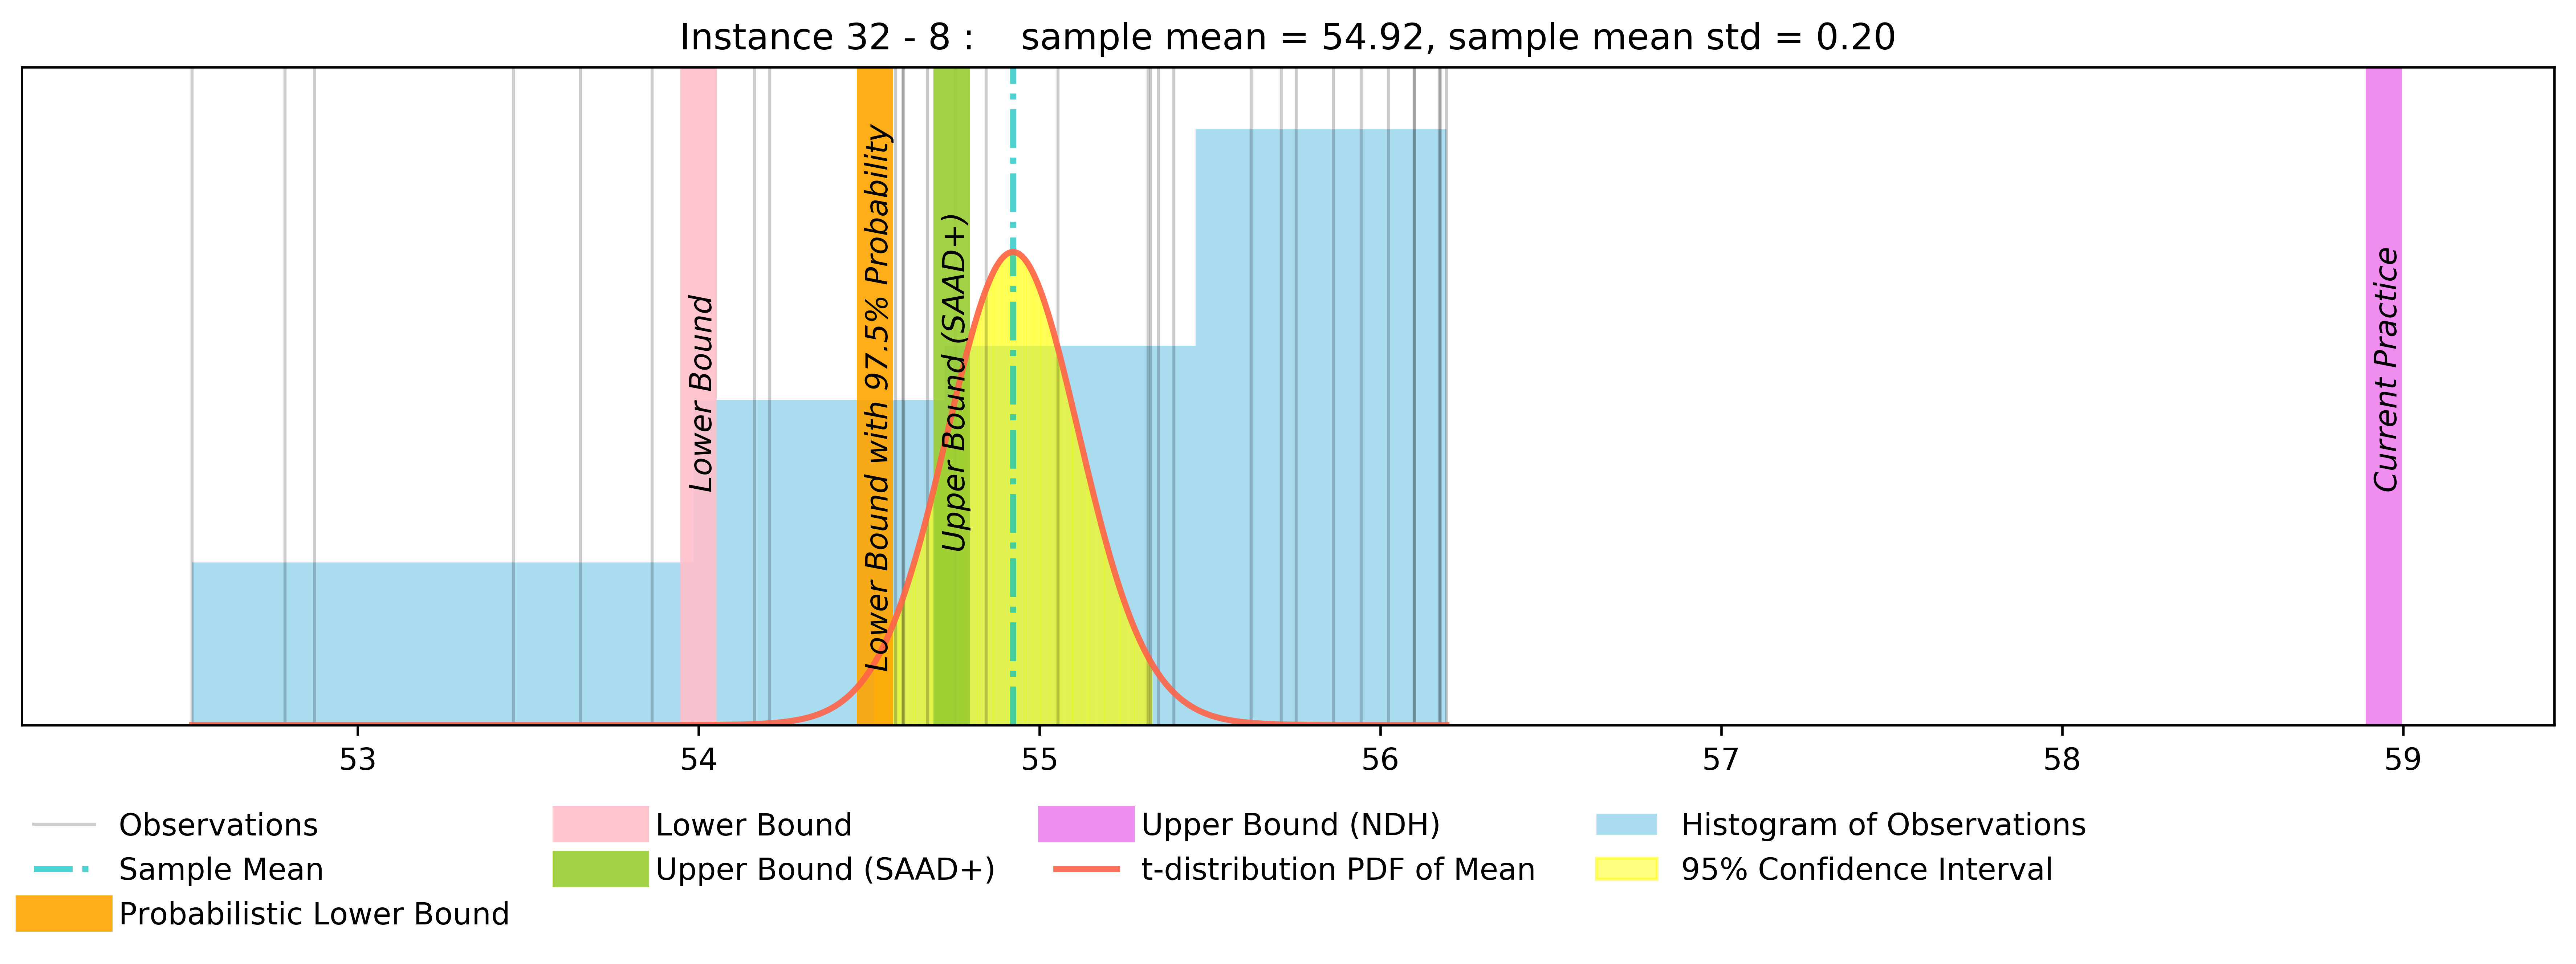 Instance 32 - 8 :    sample mean = 54.92, sample mean std = 0.20
Lower Bound
Lower Bound with 97.5% Probability
Upper Bound (SAAD+)
Current Practice
53 54 55 56 57 58 59
Observations Lower Bound Upper Bound (NDH) Histogram of Observations
Sample Mean Upper Bound (SAAD+) t-distribution PDF of Mean 95% Confidence Interval
Probabilistic Lower Bound